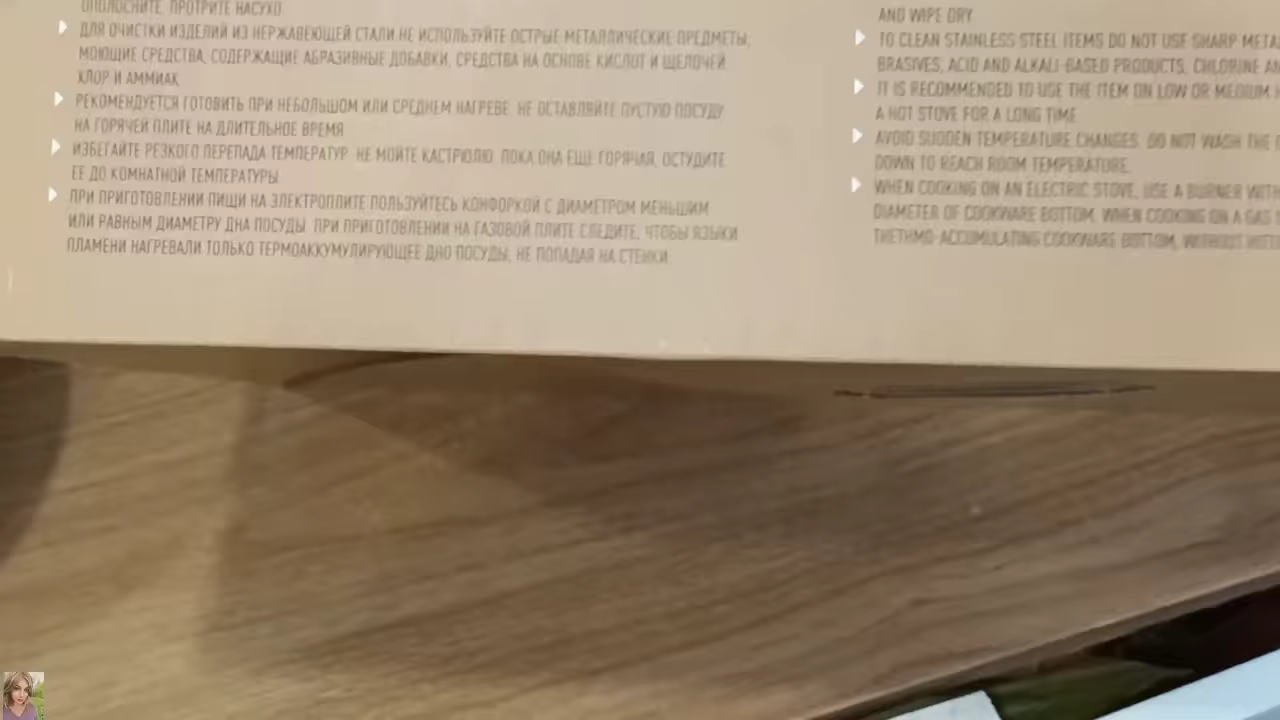 ОПОЛОСНИТЕ, ПРОТРИТЕ НАСУХО
ДЛЯ ОЧИСТКИ ИЗДЕЛИЙ ИЗ НЕРЖАВЕЮЩЕЙ СТАЛИ НЕ ИСПОЛЬЗУЙТЕ ОСТРЫЕ МЕТАЛЛИЧЕСКИЕ ПРЕДМЕТЫ,
МОЮЩИЕ СРЕДСТВА, СОДЕРЖАЩИЕ АБРАЗИВНЫЕ ДОБАВКИ, СРЕДСТВА НА ОСНОВЕ КИСЛОТ И ЩЕЛОЧЕЙ,
ХЛОР И АММИАК
РЕКОМЕНДУЕТСЯ ГОТОВИТЬ ПРИ НЕБОЛЬШОМ ИЛИ СРЕДНЕМ НАГРЕВЕ. НЕ ОСТАВЛЯЙТЕ ПУСТУЮ ПОСУДУ
НА ГОРЯЧЕЙ ПЛИТЕ НА ДЛИТЕЛЬНОЕ ВРЕМЯ
ИЗБЕГАЙТЕ РЕЗКОГО ПЕРЕПАДА ТЕМПЕРАТУР. НЕ МОЙТЕ КАСТРЮЛЮ, ПОКА ОНА ЕЩЕ ГОРЯЧАЯ, ОСТУДИТЕ
ЕЕ ДО КОМНАТНОЙ ТЕМПЕРАТУРЫ
ПРИ ПРИГОТОВЛЕНИИ ПИЩИ НА ЭЛЕКТРОПЛИТЕ ПОЛЬЗУЙТЕСЬ КОНФОРКОЙ С ДИАМЕТРОМ МЕНЬШИМ
ИЛИ РАВНЫМ ДИАМЕТРУ ДНА ПОСУДЫ. ПРИ ПРИГОТОВЛЕНИИ НА ГАЗОВОЙ ПЛИТЕ СЛЕДИТЕ, ЧТОБЫ ЯЗЫКИ
ПЛАМЕНИ НАГРЕВАЛИ ТОЛЬКО ТЕРМОАККУМУЛИРУЮЩЕЕ ДНО ПОСУДЫ, НЕ ПОПАДАЯ НА СТЕНКИ
AND WIPE DRY
TO CLEAN STAINLESS STEEL ITEMS DO NOT USE SHARP META
BRASIVES, ACID AND ALKALI-BASED PRODUCTS, CHLORINE AN
IT IS RECOMMENDED TO USE THE ITEM ON LOW OR MEDIUM
A HOT STOVE FOR A LONG TIME
AVOID SUDDEN TEMPERATURE CHANGES. DO NOT WASH THE
DOWN TO REACH ROOM TEMPERATURE.
WHEN COOKING ON AN ELECTRIC STOVE, USE A BURNER WITH
DIAMETER OF COOKWARE BOTTOM. WHEN COOKING ON A GAS
THETHMO-ACCUMULATING COOKWARE BOTTOM, WITHOUT